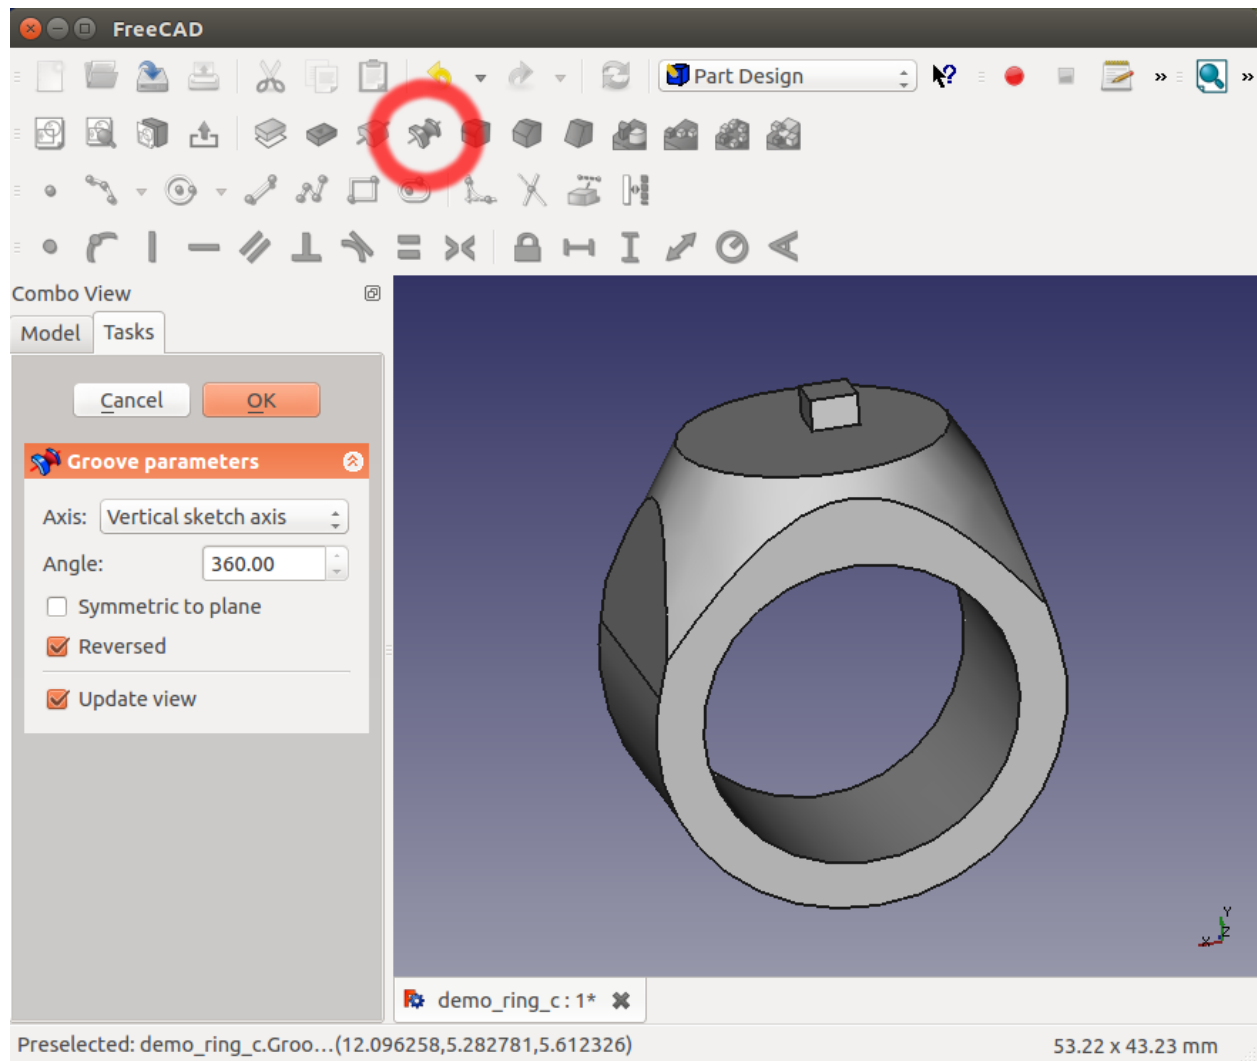 FreeCAD
Part Design
Combo View
Model Tasks
Cancel OK
Groove parameters
Axis: Vertical sketch axis
Angle: 360.00
Symmetric to plane
Reversed
Update view
Y
X Z
demo_ring_c : 1*
Preselected: demo_ring_c.Groo...(12.096258,5.282781,5.612326) 53.22 x 43.23 mm